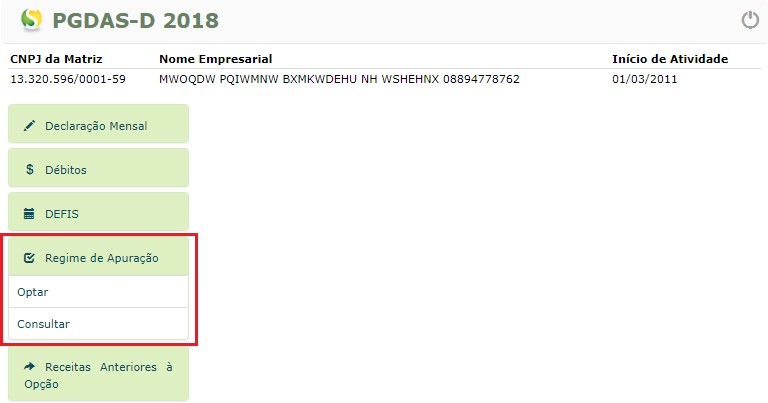 PGDAS-D 2018
CNPJ da Matriz Nome Empresarial Início de Atividade
13.320.596/0001-59 MWOQDW PQIWMNW BXMKWDEHU NH WSHEHNX 08894778762 01/03/2011
Declaração Mensal
Débitos
DEFIS
Regime de Apuração
Optar
Consultar
Receitas Anteriores à
Opção